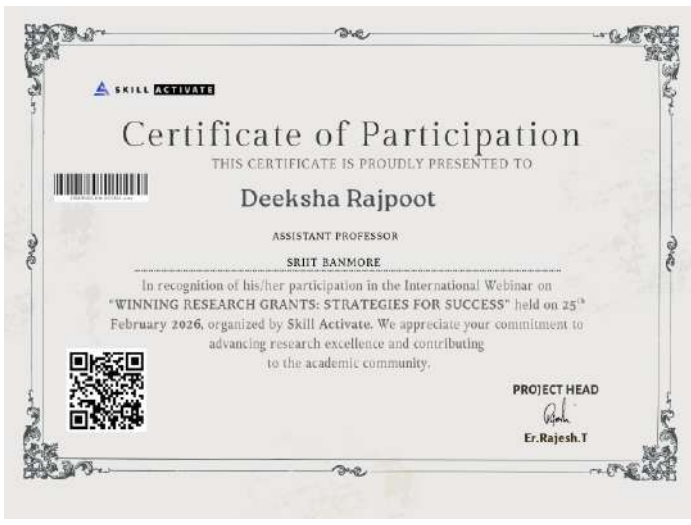 SKILL ACTIVATE
Certificate of Participation
THIS CERTIFICATE IS PROUDLY PRESENTED TO
Deeksha Rajpoot
ASSISTANT PROFESSOR
SRIIT BANMORE
In recognition of his/her participation in the International Webinar on
"WINNING RESEARCH GRANTS: STRATEGIES FOR SUCCESS" held on 25th
February 2026, organized by Skill Activate. We appreciate your commitment to
advancing research excellence and contributing
to the academic community.
PROJECT HEAD
Er.Rajesh.T